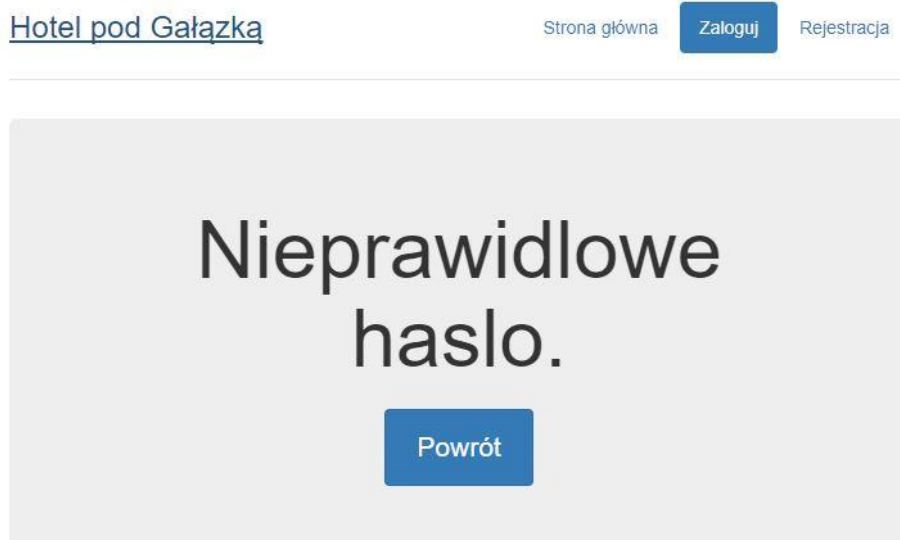 Hotel pod Gałązką
Strona główna Zaloguj Rejestracja
Nieprawidlowe
haslo.
Powrót